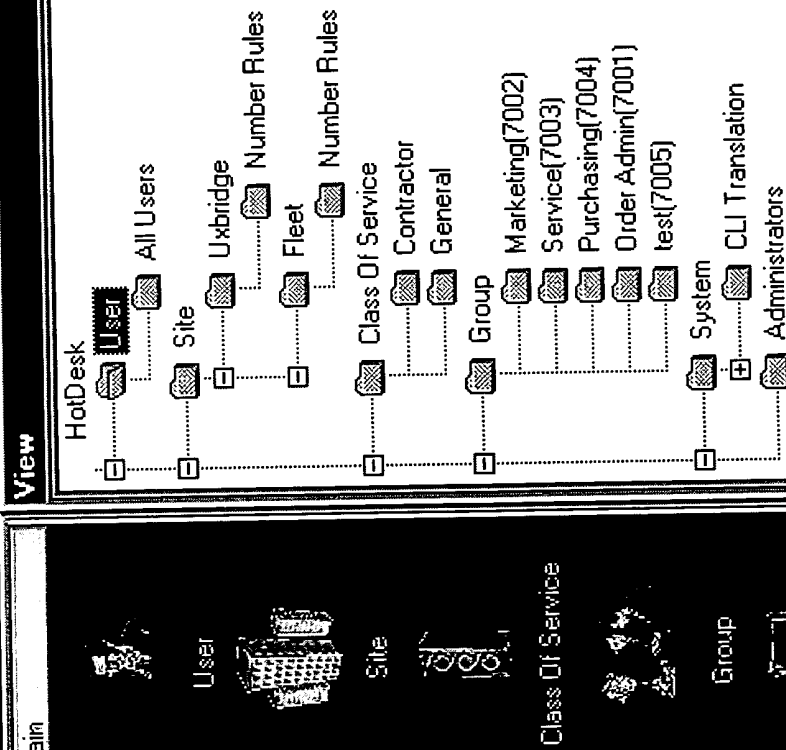 View
HotDesk
User
All Users
Site
Uxbridge
Number Rules
Fleet
Number Rules
Class Of Service
Contractor
General
Group
Marketing(7002)
Service(7003)
Purchasing(7004)
Order Admin(7001)
test(7005)
System
CLI Translation
Administrators
ain
User
Site
Class Of Service
Group